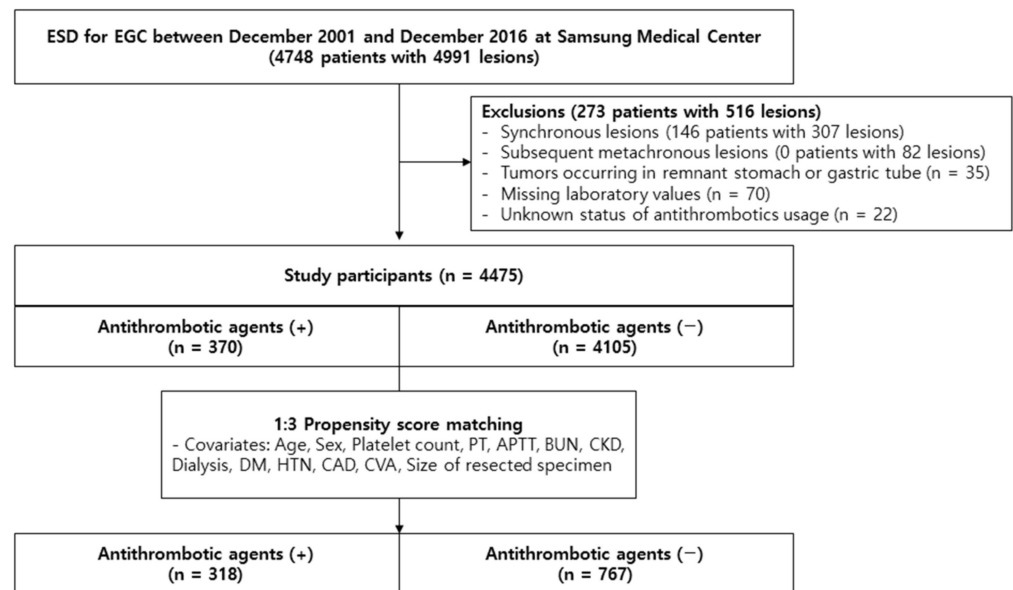 ESD for EGC between December 2001 and December 2016 at Samsung Medical Center
(4748 patients with 4991 lesions)
Exclusions (273 patients with 516 lesions)
- Synchronous lesions (146 patients with 307 lesions)
- Subsequent metachronous lesions (0 patients with 82 lesions)
- Tumors occurring in remnant stomach or gastric tube (n = 35)
- Missing laboratory values (n = 70)
- Unknown status of antithrombotics usage (n = 22)
Study participants (n = 4475)
Antithrombotic agents (+)
(n = 370)
Antithrombotic agents (−)
(n = 4105)
1:3 Propensity score matching
- Covariates: Age, Sex, Platelet count, PT, APTT, BUN, CKD,
Dialysis, DM, HTN, CAD, CVA, Size of resected specimen
Antithrombotic agents (+)
(n = 318)
Antithrombotic agents (−)
(n = 767)